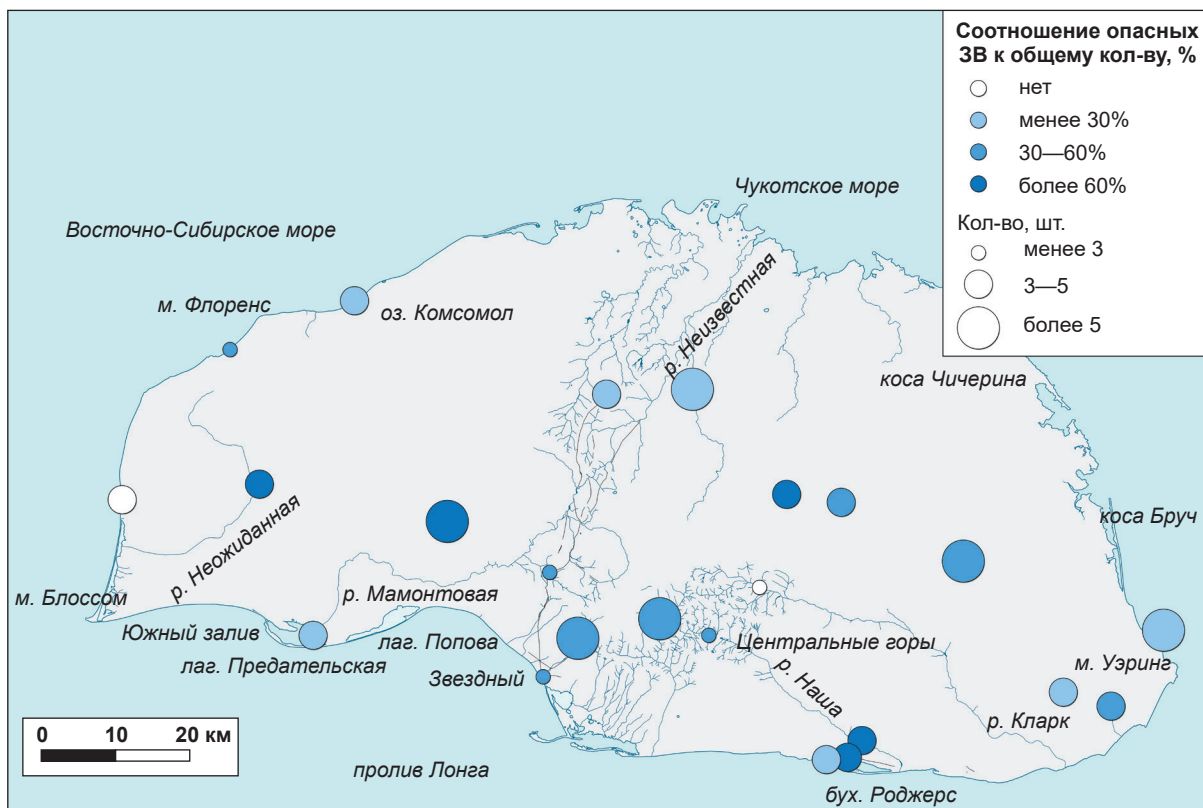 Соотношение опасных
ЗВ к общему кол-ву, %
нет
менее 30%
30—60%
более 60%
Кол-во, шт.
менее 3
3—5
более 5
Чукотское море
Восточно-Сибирское море
м. Флоренс
оз. Комсомол
р. Неизвестная
коса Чичерина
коса Бруч
р. Неожиданная
м. Блоссом
р. Мамонтовая
Южный залив
лаг. Попова
лаг. Предательская
Центральные горы
Звездный
м. Уэринг
р. Наша
р. Кларк
0 10 20 км
пролив Лонга
бух. Роджерс